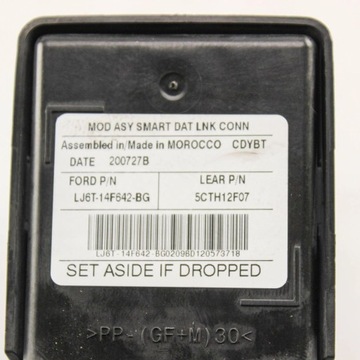 MOD ASY SMART DAT LNK CONN
Assembled in/Made in MOROCCO CDYBT
DATE 200727B
FORD P/N LEAR P/N
LJ6T-14F642-BG 5CTH12F07
LJ6T-14F642-BG0209BD120573718
SET ASIDE IF DROPPED
>PP-(GF+M)30<